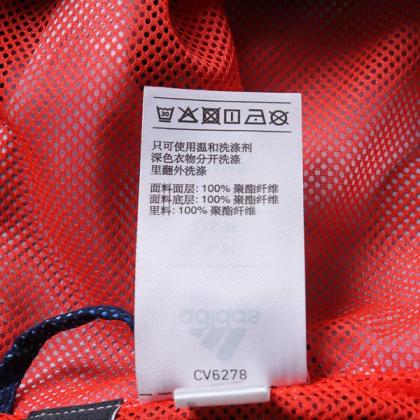 30
只可使用温和洗涤剂
深色衣物分开洗涤
里翻外洗涤
面料面层: 100% 聚酯纤维
面料底层: 100% 聚酯纤维
里料: 100% 聚酯纤维
adidas
CV6278